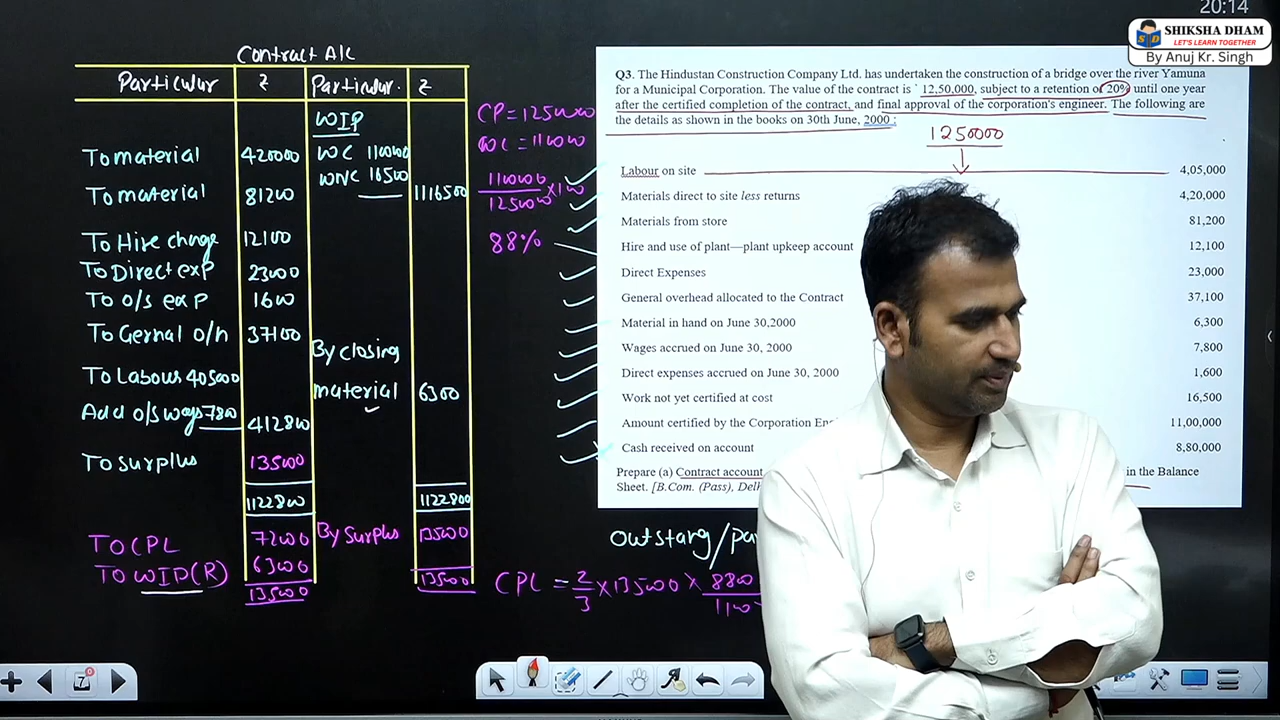 20:14
SHIKSHA DHAM
LET'S LEARN TOGETHER
By Anuj Kr. Singh
Contract A/C
Particular ₹ Particular. ₹
WIP
To material 420000 WC 1100000
WNC 16500
To material 81200 1116500
To Hire charge 12100
To Direct exp 23000
To o/s exp 1600
To Gernal o/h 37100
By closing
To Labour 405000 material 6300
Add o/s wags 7800 412800
To surplus 13500
1122800 1122800
To CPL 7200 By Surplus 13500
To WIP(R) 6300 13500
13500
CP=1250000
WC=110000
1100000
1250000 ×100
88%
Q3. The Hindustan Construction Company Ltd. has undertaken the construction of a bridge over the river Yamuna
for a Municipal Corporation. The value of the contract is ` 12,50,000, subject to a retention of 20% until one year
after the certified completion of the contract, and final approval of the corporation's engineer. The following are
the details as shown in the books on 30th June, 2000 :
1250000
Labour on site 4,05,000
Materials direct to site less returns 4,20,000
Materials from store 81,200
Hire and use of plant—plant upkeep account 12,100
Direct Expenses 23,000
General overhead allocated to the Contract 37,100
Material in hand on June 30,2000 6,300
Wages accrued on June 30, 2000 7,800
Direct expenses accrued on June 30, 2000 1,600
Work not yet certified at cost 16,500
Amount certified by the Corporation 11,00,000
Cash received on account 8,80,000
Prepare (a) Contract account in the Balance
Sheet. [B.Com. (Pass),
CPL = 2/3 × 13500 ×